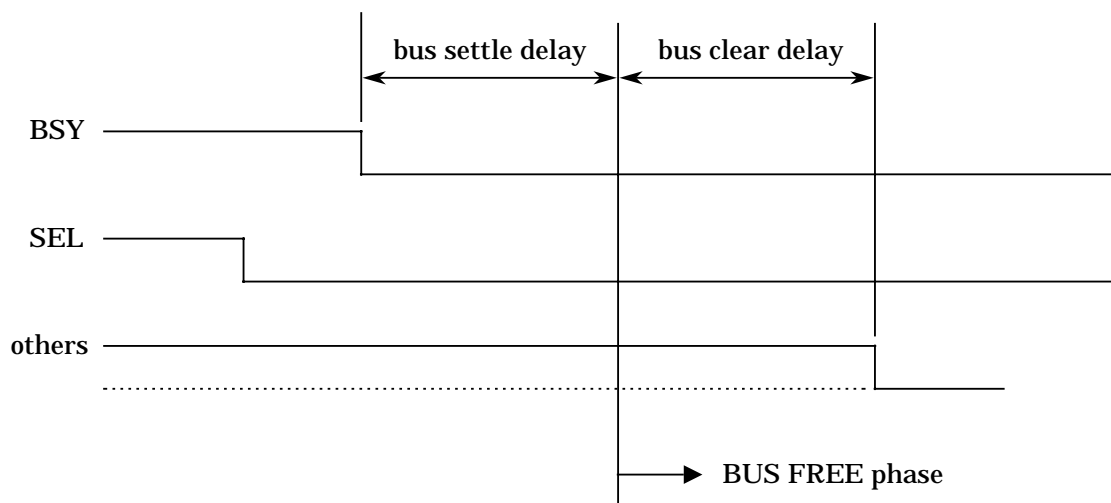 bus settle delay
bus clear delay
BSY
SEL
others
BUS FREE phase